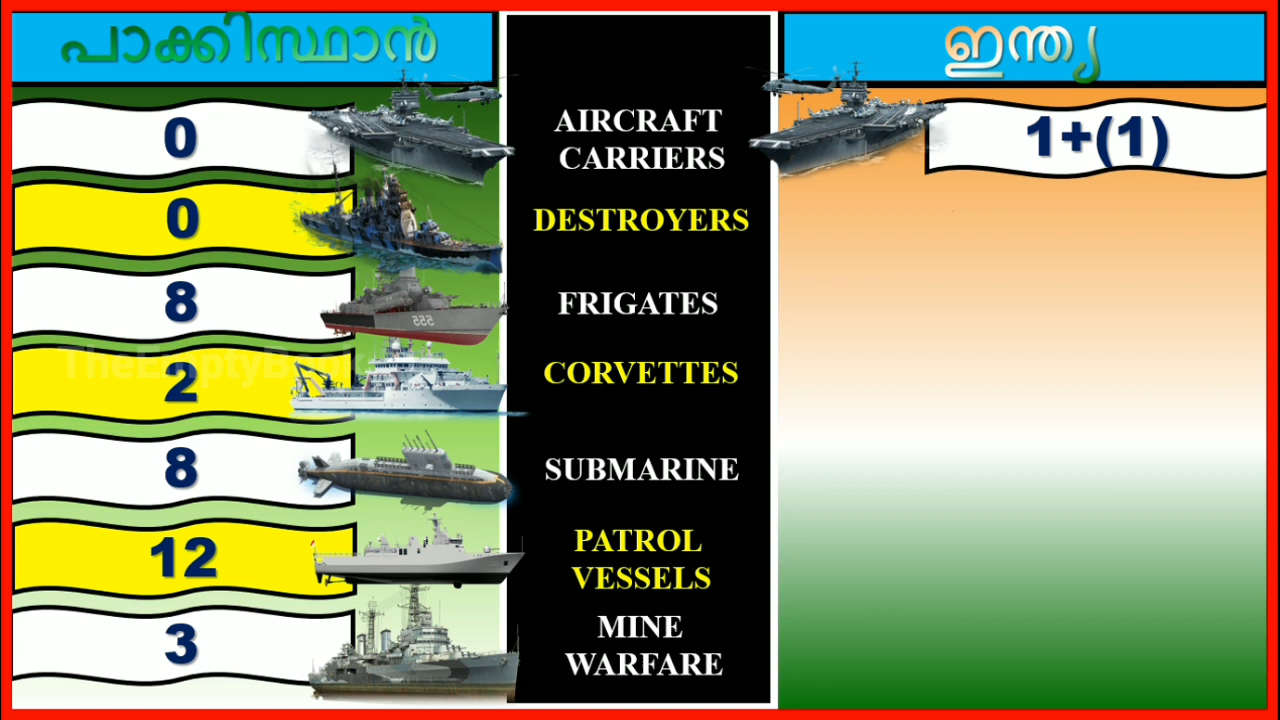 പാക്കിസ്ഥാൻ
ഇന്ത്യ
0
AIRCRAFT
CARRIERS
1+(1)
0
DESTROYERS
8
FRIGATES
555
2
CORVETTES
8
SUBMARINE
12
PATROL
VESSELS
3
MINE
WARFARE